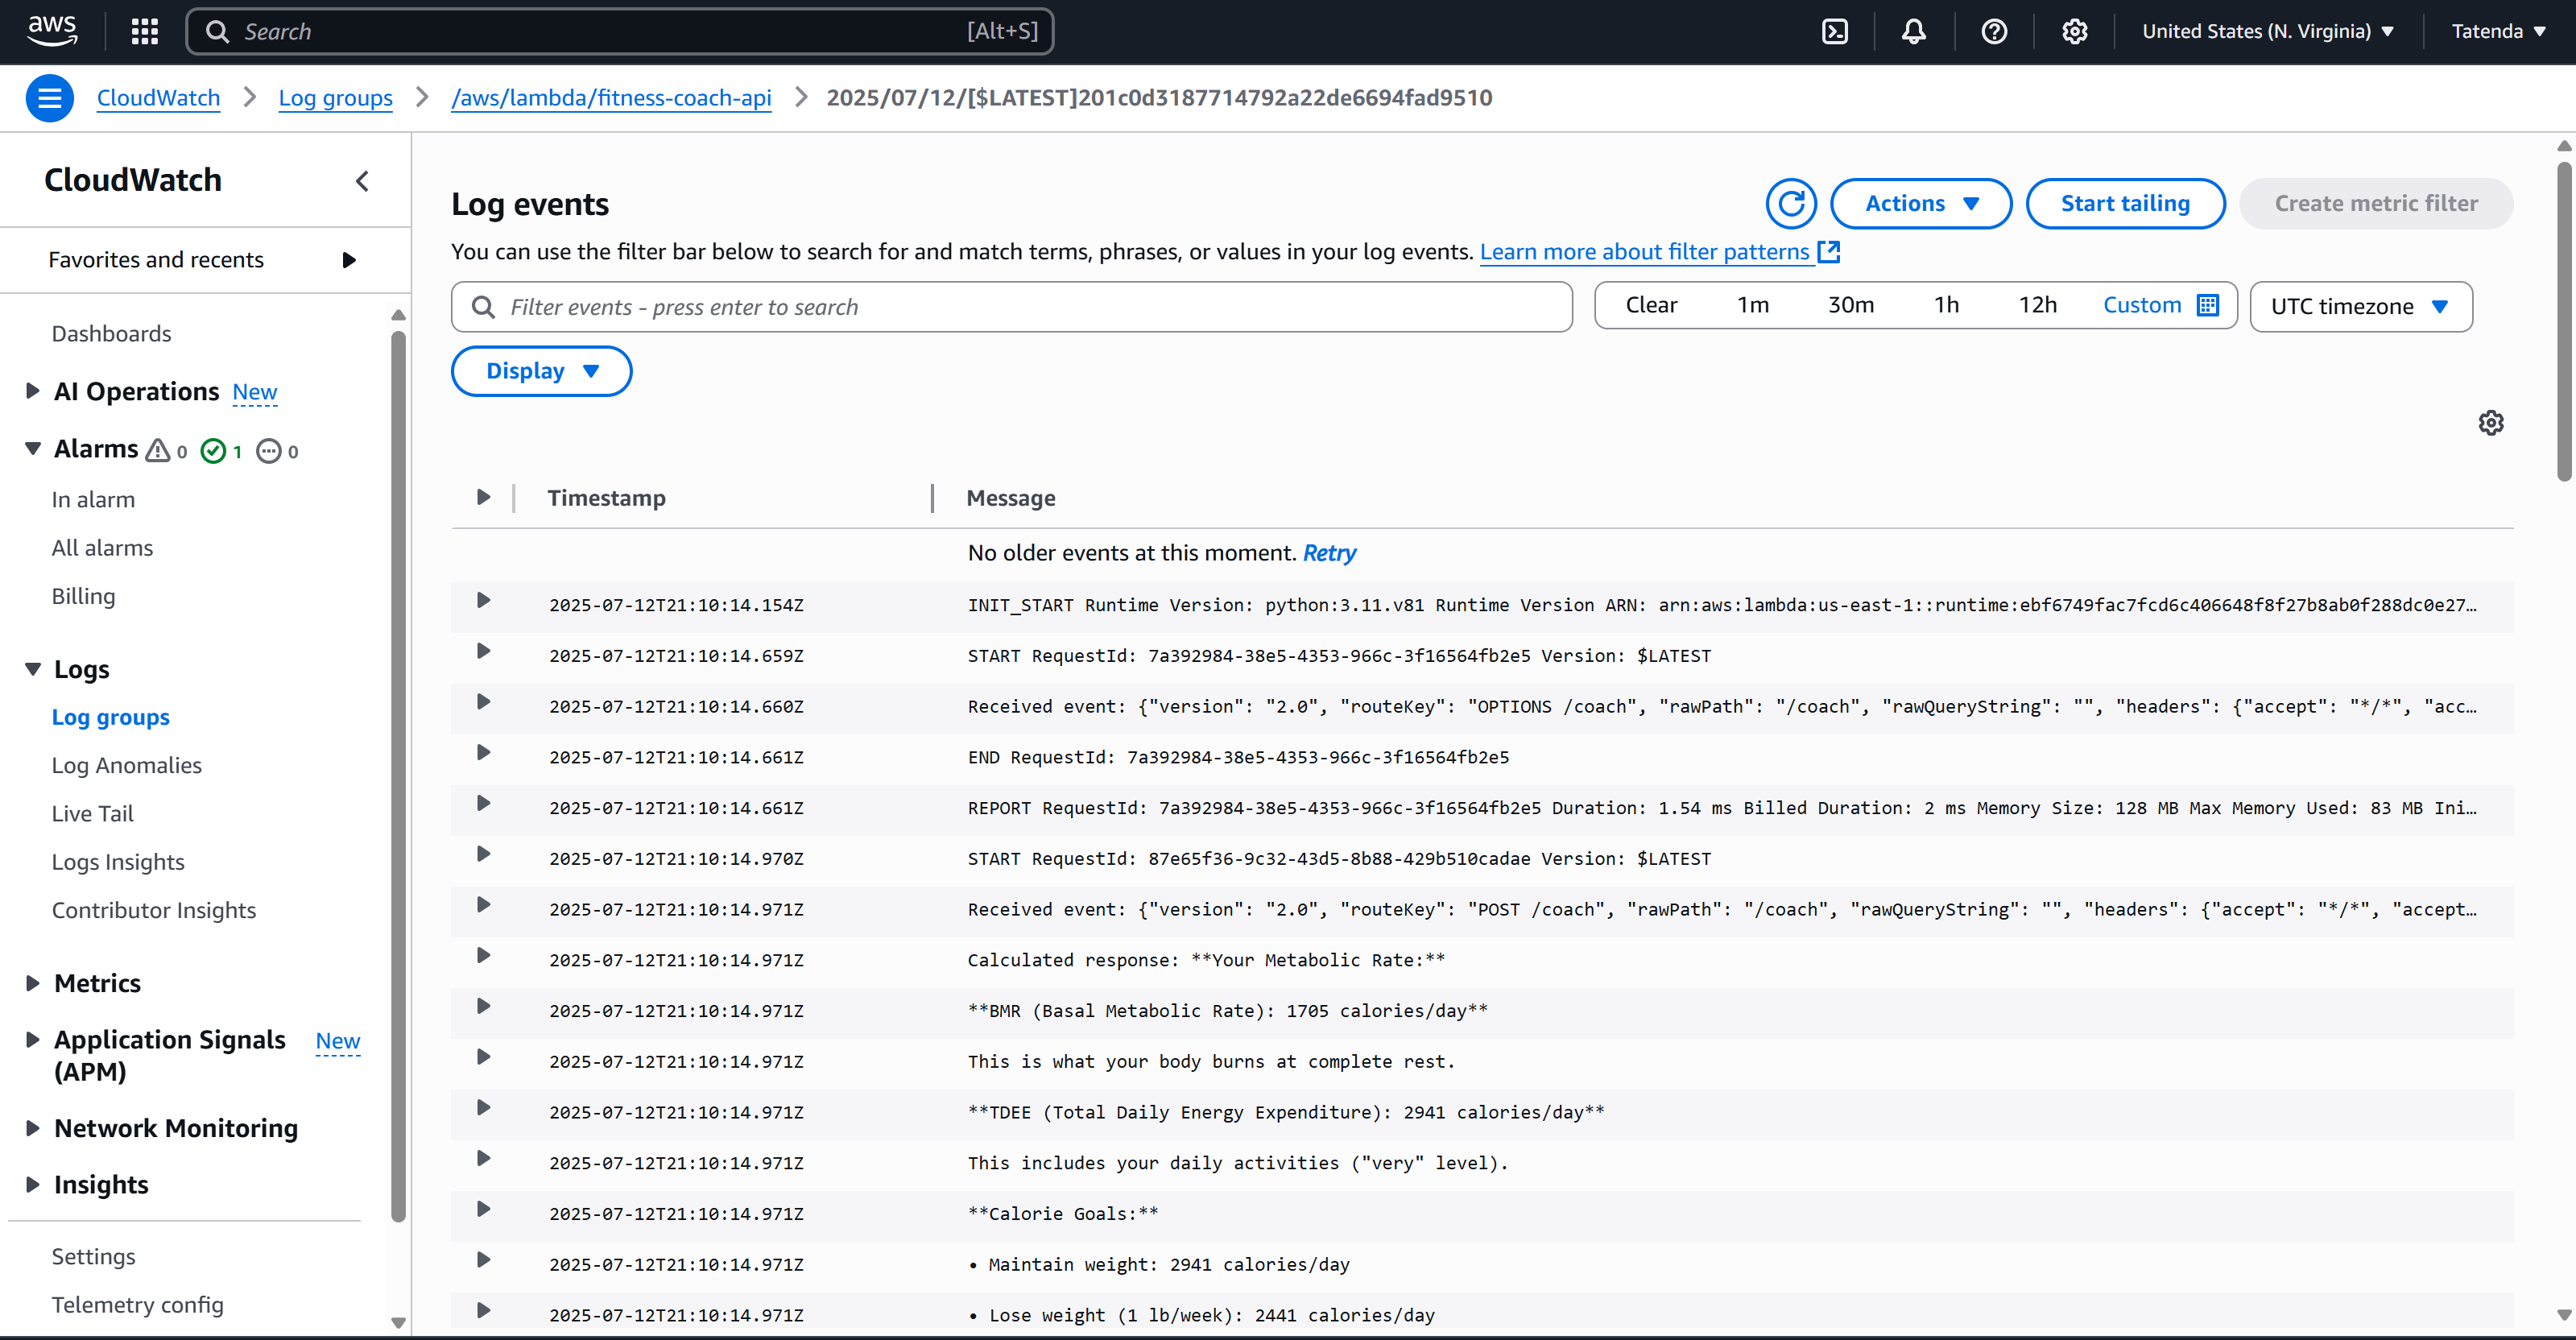 aws
Search [Alt+S] United States (N. Virginia) Tatenda
CloudWatch Log groups /aws/lambda/fitness-coach-api 2025/07/12/[$LATEST]201c0d3187714792a22de6694fad9510
CloudWatch
Favorites and recents
Dashboards
AI Operations New
Alarms 0 1 0
In alarm
All alarms
Billing
Logs
Log groups
Log Anomalies
Live Tail
Logs Insights
Contributor Insights
Metrics
Application Signals New
(APM)
Network Monitoring
Insights
Settings
Telemetry config
Log events
Actions Start tailing Create metric filter
You can use the filter bar below to search for and match terms, phrases, or values in your log events. Learn more about filter patterns
Filter events - press enter to search
Clear 1m 30m 1h 12h Custom UTC timezone
Display
Timestamp Message
No older events at this moment. Retry
2025-07-12T21:10:14.154Z INIT_START Runtime Version: python:3.11.v81 Runtime Version ARN: arn:aws:lambda:us-east-1::runtime:ebf6749fac7fcd6c406648f8f27b8ab0f288dc0e27…
2025-07-12T21:10:14.659Z START RequestId: 7a392984-38e5-4353-966c-3f16564fb2e5 Version: $LATEST
2025-07-12T21:10:14.660Z Received event: {"version": "2.0", "routeKey": "OPTIONS /coach", "rawPath": "/coach", "rawQueryString": "", "headers": {"accept": "*/*", "acc…
2025-07-12T21:10:14.661Z END RequestId: 7a392984-38e5-4353-966c-3f16564fb2e5
2025-07-12T21:10:14.661Z REPORT RequestId: 7a392984-38e5-4353-966c-3f16564fb2e5 Duration: 1.54 ms Billed Duration: 2 ms Memory Size: 128 MB Max Memory Used: 83 MB Ini…
2025-07-12T21:10:14.970Z START RequestId: 87e65f36-9c32-43d5-8b88-429b510cadae Version: $LATEST
2025-07-12T21:10:14.971Z Received event: {"version": "2.0", "routeKey": "POST /coach", "rawPath": "/coach", "rawQueryString": "", "headers": {"accept": "*/*", "accept…
2025-07-12T21:10:14.971Z Calculated response: **Your Metabolic Rate:**
2025-07-12T21:10:14.971Z **BMR (Basal Metabolic Rate): 1705 calories/day**
2025-07-12T21:10:14.971Z This is what your body burns at complete rest.
2025-07-12T21:10:14.971Z **TDEE (Total Daily Energy Expenditure): 2941 calories/day**
2025-07-12T21:10:14.971Z This includes your daily activities ("very" level).
2025-07-12T21:10:14.971Z **Calorie Goals:**
2025-07-12T21:10:14.971Z • Maintain weight: 2941 calories/day
2025-07-12T21:10:14.971Z • Lose weight (1 lb/week): 2441 calories/day